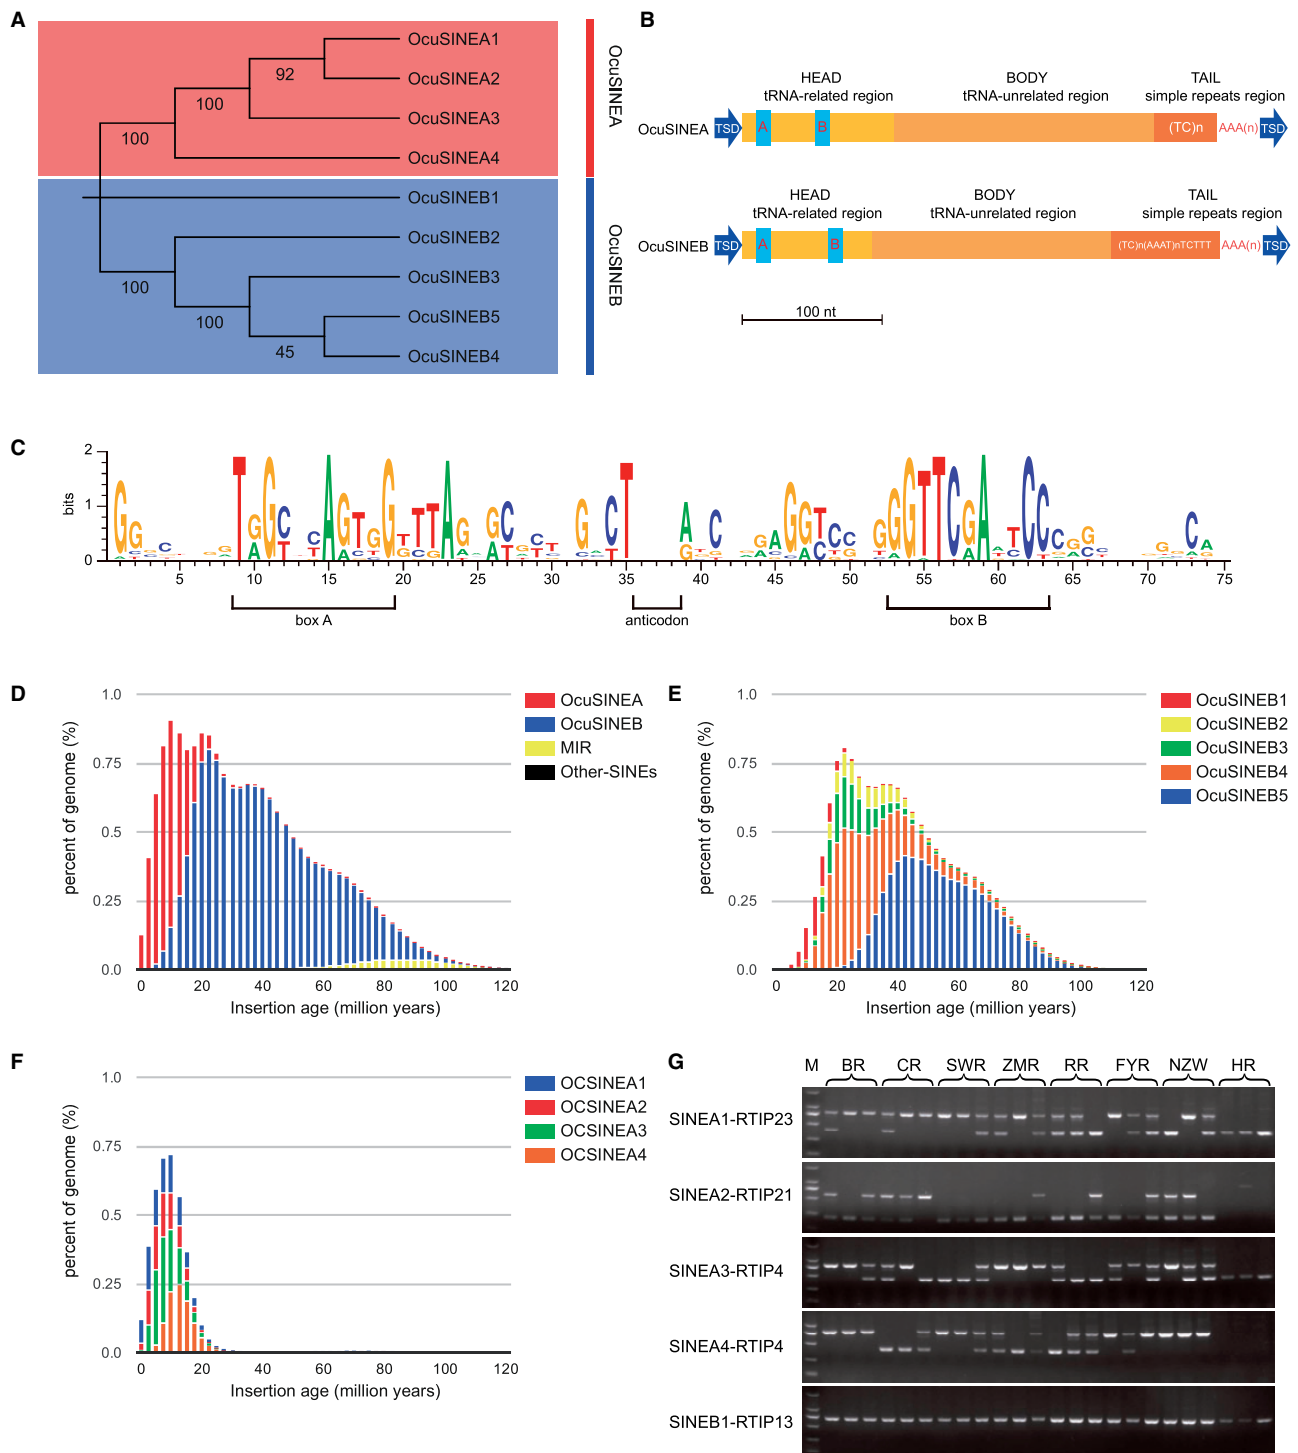 A
OcuSINEA1
OcuSINEA2
OcuSINEA3
OcuSINEA4
OcuSINEB1
OcuSINEB2
OcuSINEB3
OcuSINEB5
OcuSINEB4
92
100
100
100
100
45
OcuSINEA
OcuSINEB
B
HEAD
tRNA-related region
BODY
tRNA-unrelated region
TAIL
simple repeats region
OcuSINEA
TSD
A
B
(TC)n
AAA(n)
TSD
HEAD
tRNA-related region
BODY
tRNA-unrelated region
TAIL
simple repeats region
OcuSINEB
TSD
A
B
(TC)n(AAAT)nTCTTT
AAA(n)
TSD
100 nt
C
bits
2
1
0
5 10 15 20 25 30 35 40 45 50 55 60 65 70 75
box A
anticodon
box B
D
percent of genome (%)
1.0
0.75
0.5
0.25
0.0
0 20 40 60 80 100 120
Insertion age (million years)
OcuSINEA
OcuSINEB
MIR
Other-SINEs
E
percent of genome (%)
1.0
0.75
0.5
0.25
0.0
0 20 40 60 80 100 120
Insertion age (million years)
OcuSINEB1
OcuSINEB2
OcuSINEB3
OcuSINEB4
OcuSINEB5
F
percent of genome (%)
1.0
0.75
0.5
0.25
0.0
0 20 40 60 80 100 120
Insertion age (million years)
OCSINEA1
OCSINEA2
OCSINEA3
OCSINEA4
G
M BR CR SWR ZMR RR FYR NZW HR
SINEA1-RTIP23
SINEA2-RTIP21
SINEA3-RTIP4
SINEA4-RTIP4
SINEB1-RTIP13